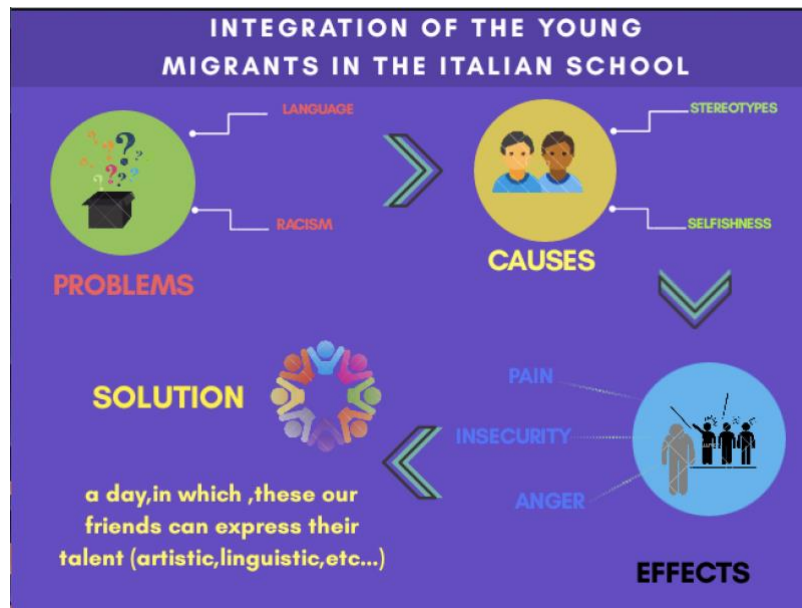 INTEGRATION OF THE YOUNG
MIGRANTS IN THE ITALIAN SCHOOL
LANGUAGE
RACISM
PROBLEMS
STEREOTYPES
SELFISHNESS
CAUSES
PAIN
INSECURITY
ANGER
EFFECTS
SOLUTION
a day,in which ,these our
friends can express their
talent (artistic,linguistic,etc...)